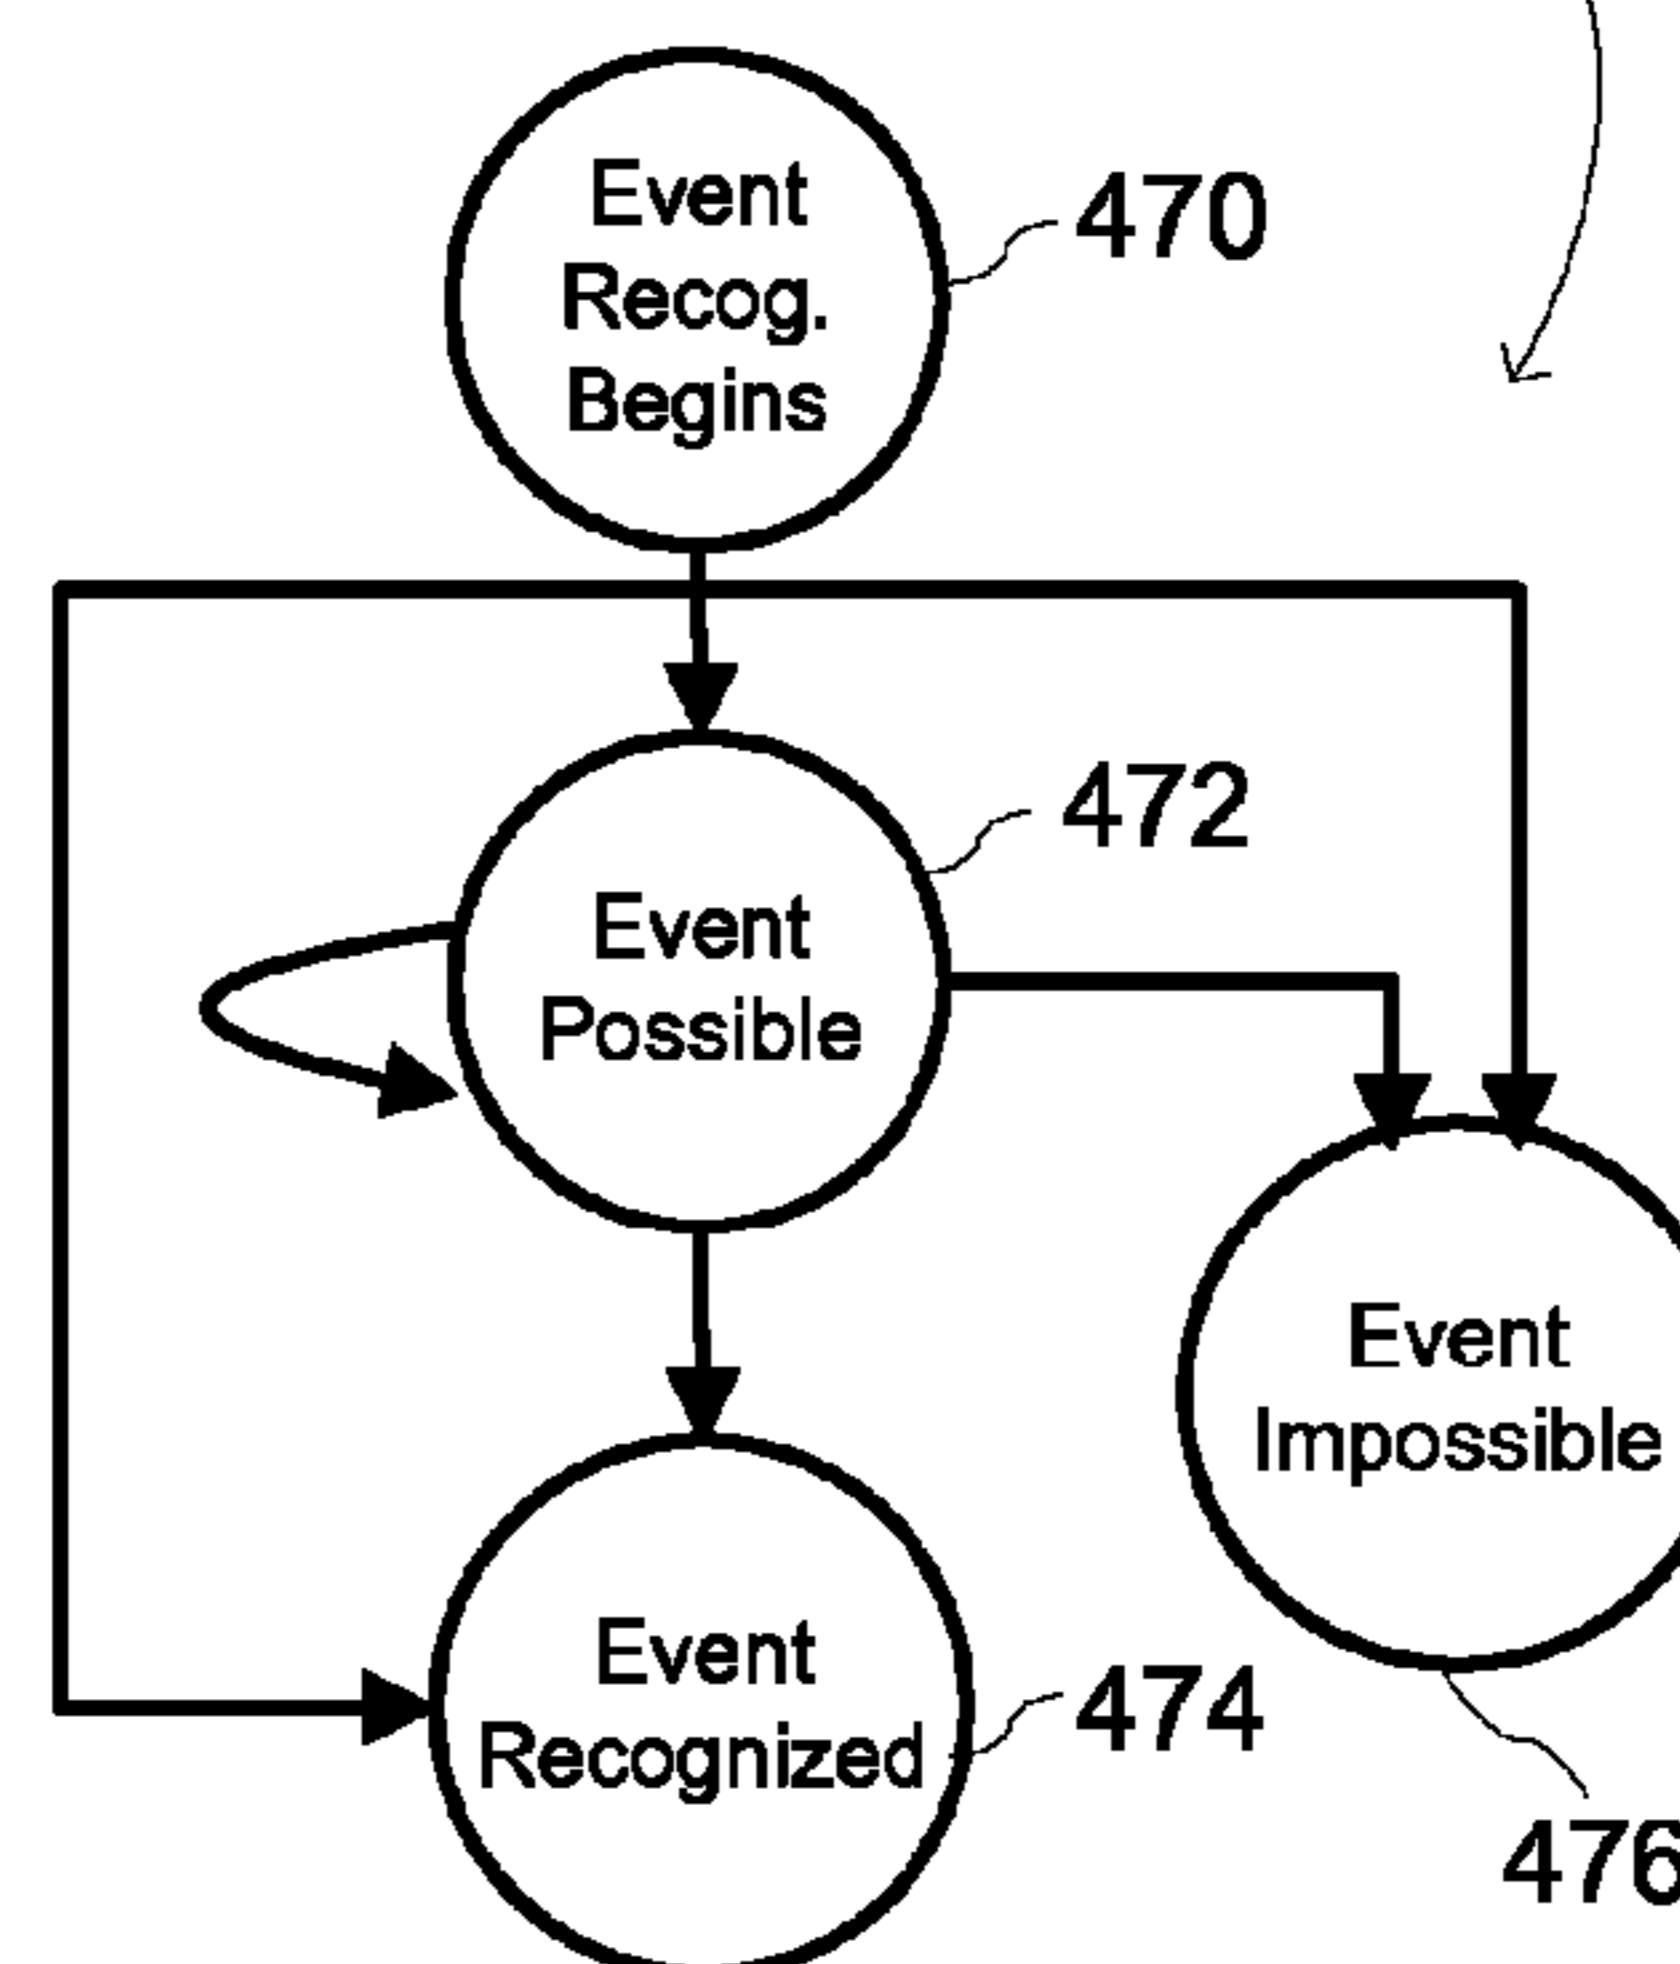 Event
Recog.
Begins
470
472
Event
Possible
Event
Impossible
Event
Recognized
474
476